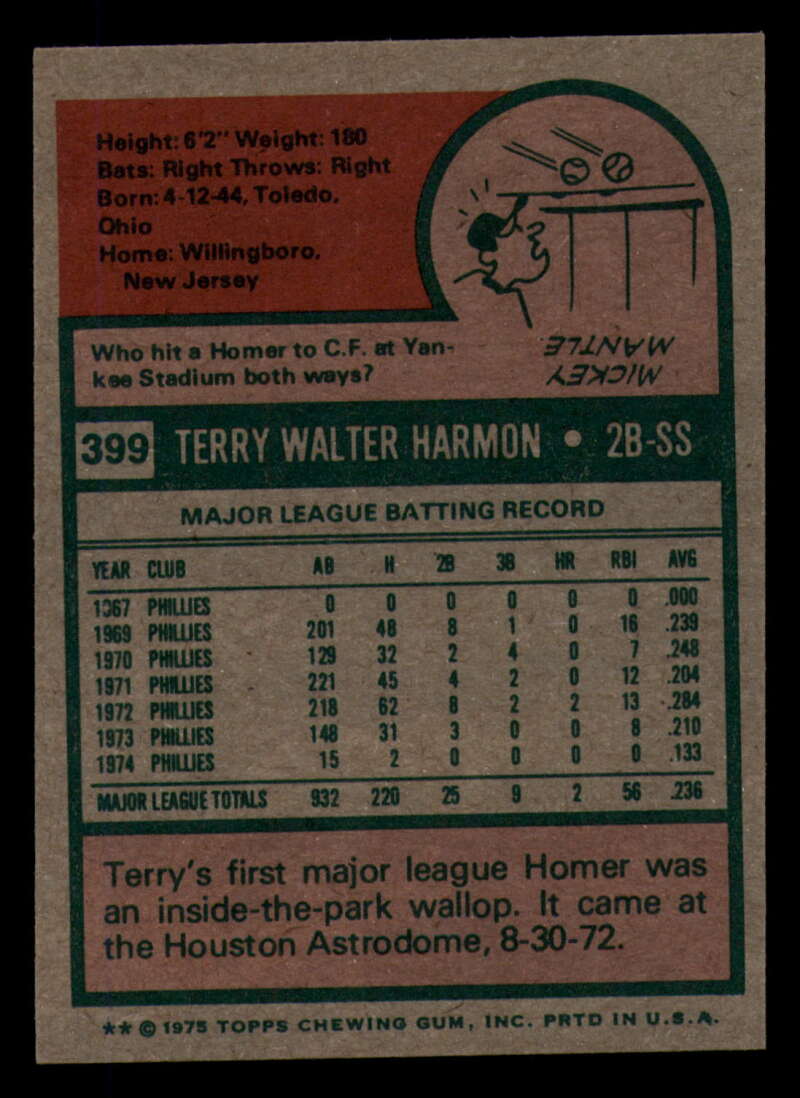 Height: 6'2" Weight: 180
Bats: Right Throws: Right
Born: 4-12-44, Toledo,
Ohio
Home: Willingboro,
New Jersey
Who hit a Homer to C.F. at Yan-
kee Stadium both ways?
MICKEY
MANTLE
399 TERRY WALTER HARMON • 2B-SS
MAJOR LEAGUE BATTING RECORD
YEAR CLUB AB H 2B 3B HR RBI AVG
1967 PHILLIES 0 0 0 0 0 0 .000
1969 PHILLIES 201 48 8 1 0 16 .239
1970 PHILLIES 129 32 2 4 0 7 .248
1971 PHILLIES 221 45 4 2 0 12 .204
1972 PHILLIES 218 62 8 2 2 13 .284
1973 PHILLIES 148 31 3 0 0 8 .210
1974 PHILLIES 15 2 0 0 0 0 .133
MAJOR LEAGUE TOTALS 932 220 25 9 2 56 .236
Terry's first major league Homer was
an inside-the-park wallop. It came at
the Houston Astrodome, 8-30-72.
** © 1975 TOPPS CHEWING GUM, INC. PRTD IN U.S.A.